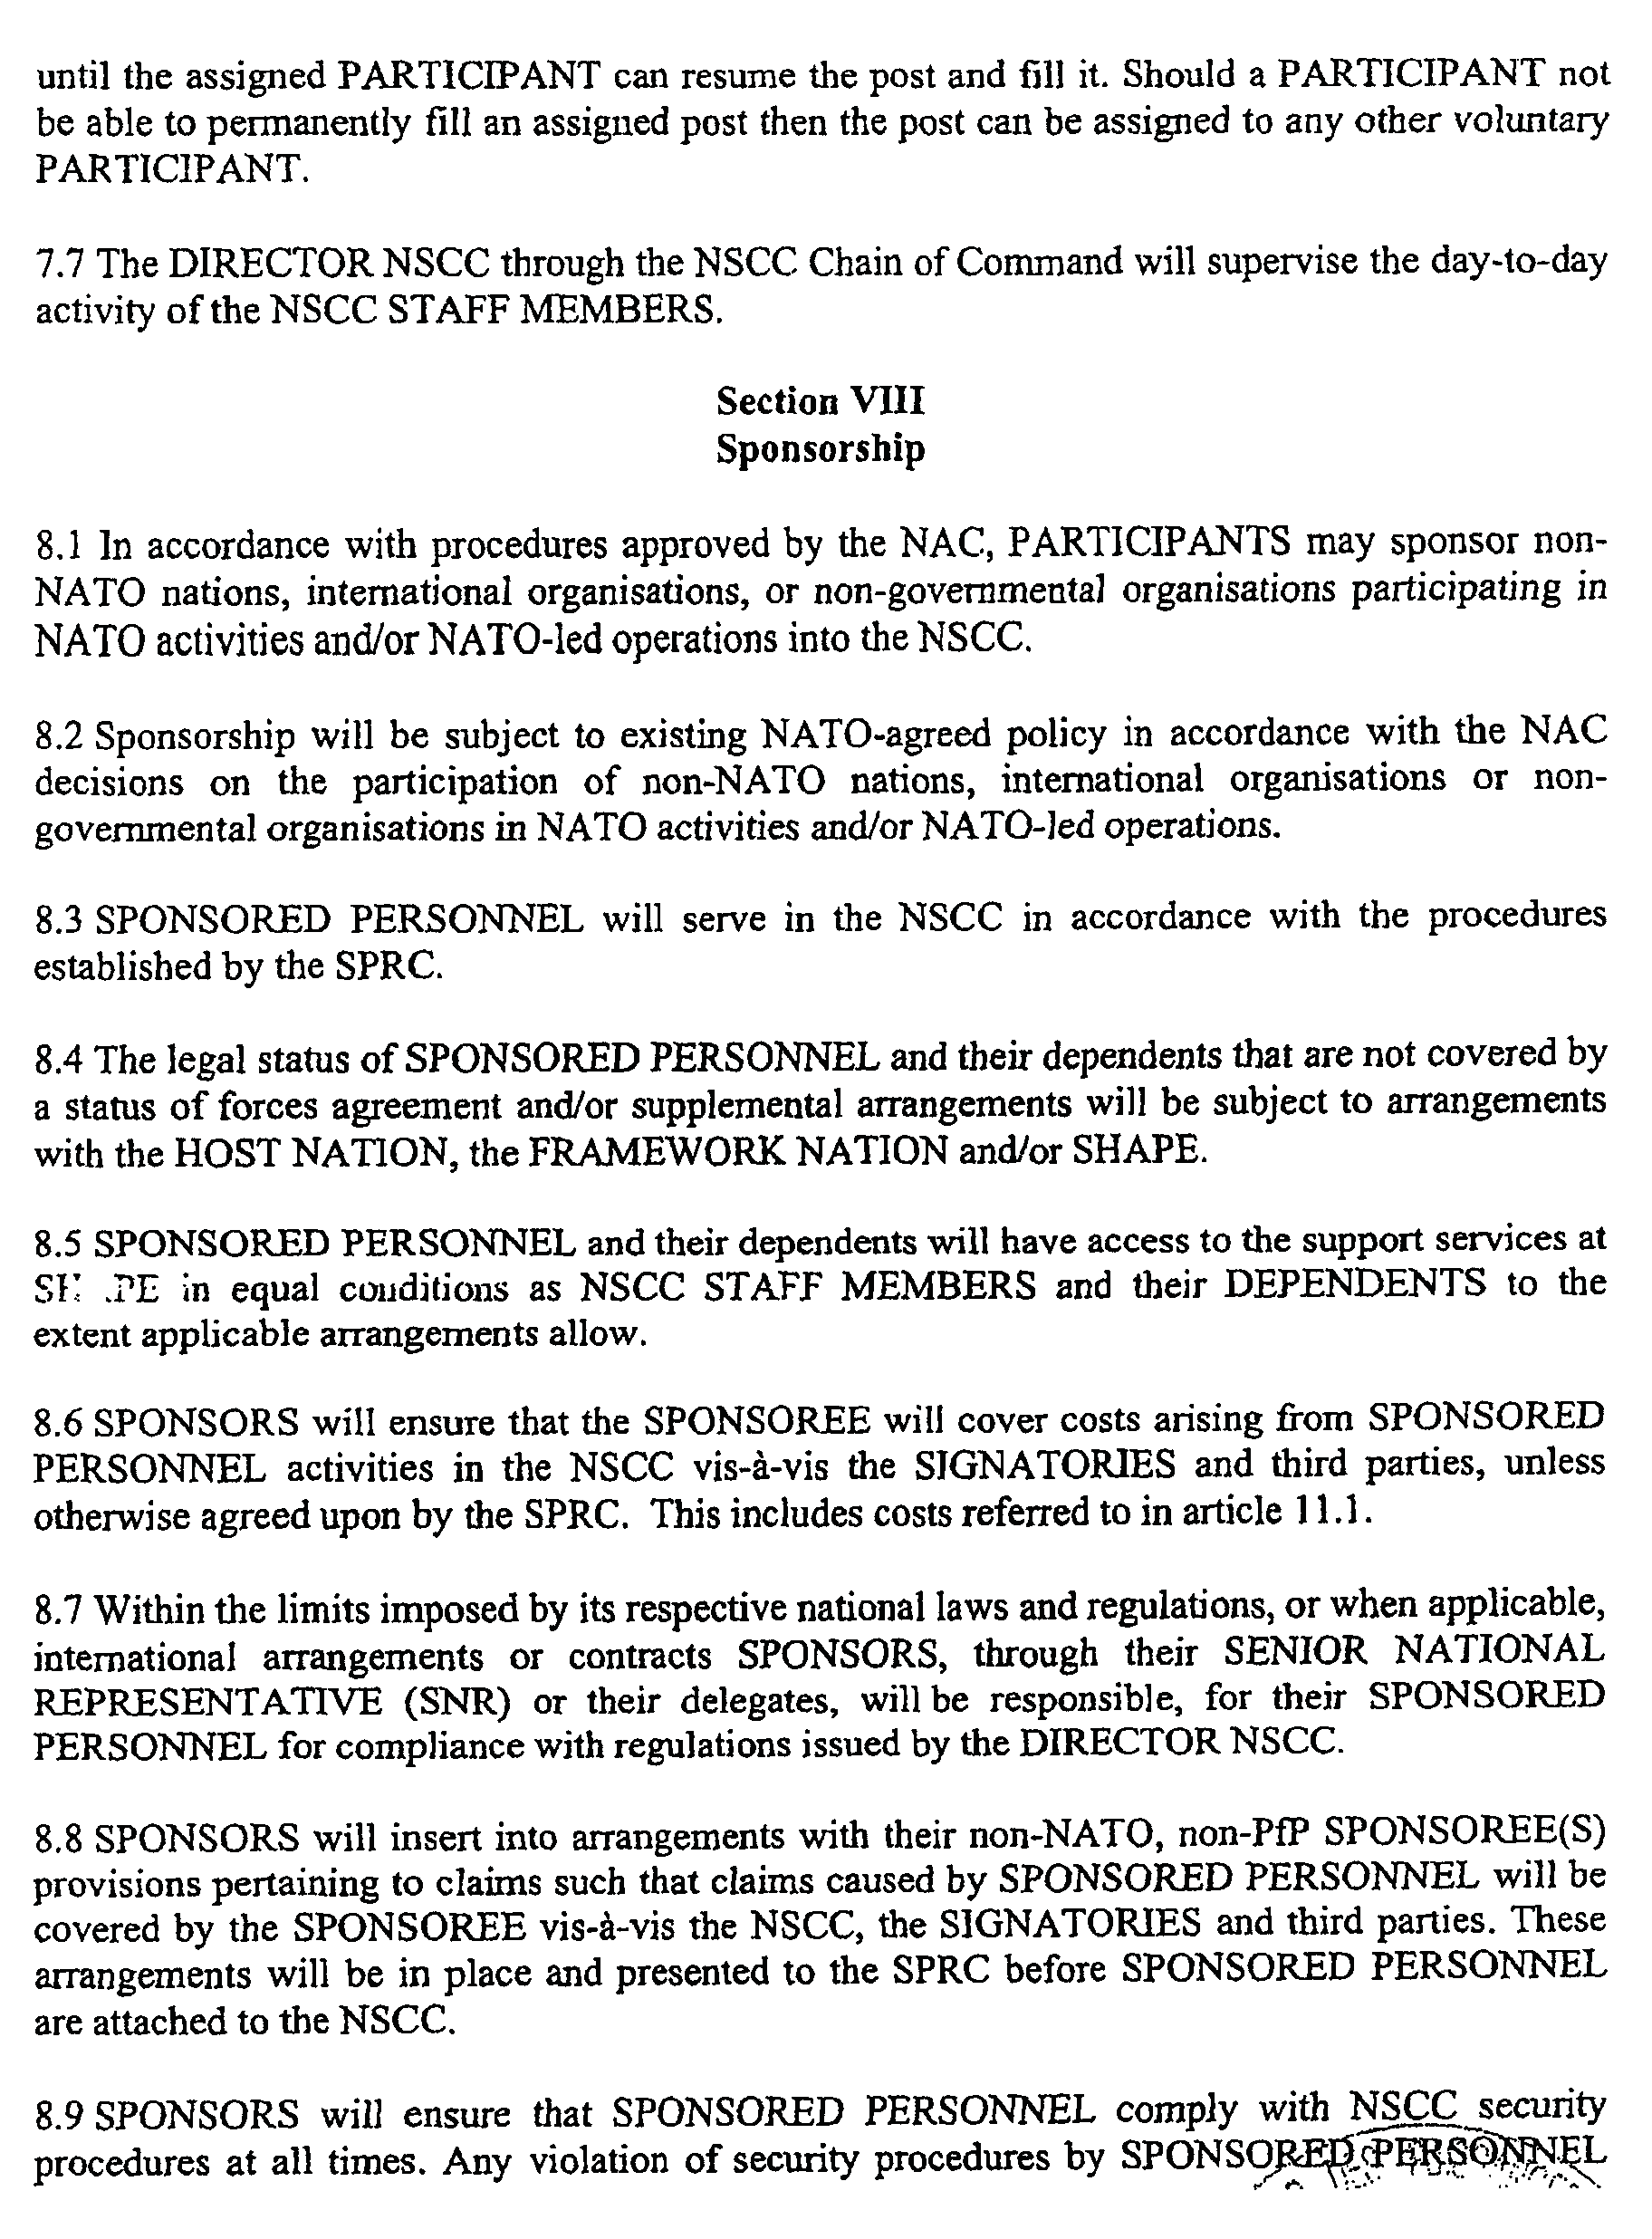 until the assigned PARTICIPANT can resume the post and fill it. Should a PARTICIPANT not
be able to permanently fill an assigned post then the post can be assigned to any other voluntary
PARTICIPANT.
7.7 The DIRECTOR NSCC through the NSCC Chain of Command will supervise the day-to-day
activity of the NSCC STAFF MEMBERS.
Section VIII
Sponsorship
8.1 In accordance with procedures approved by the NAC, PARTICIPANTS may sponsor non-
NATO nations, international organisations, or non-governmental organisations participating in
NATO activities and/or NATO-led operations into the NSCC.
8.2 Sponsorship will be subject to existing NATO-agreed policy in accordance with the NAC
decisions on the participation of non-NATO nations, international organisations or non-
governmental organisations in NATO activities and/or NATO-led operations.
8.3 SPONSORED PERSONNEL will serve in the NSCC in accordance with the procedures
established by the SPRC.
8.4 The legal status of SPONSORED PERSONNEL and their dependents that are not covered by
a status of forces agreement and/or supplemental arrangements will be subject to arrangements
with the HOST NATION, the FRAMEWORK NATION and/or SHAPE.
8.5 SPONSORED PERSONNEL and their dependents will have access to the support services at
in equal conditions as NSCC STAFF MEMBERS and their DEPENDENTS to the
extent applicable arrangements allow.
8.6 SPONSORS will ensure that the SPONSOREE will cover costs arising from SPONSORED
PERSONNEL activities in the NSCC vis-à-vis the SIGNATORIES and third parties, unless
otherwise agreed upon by the SPRC. This includes costs referred to in article 11.1.
8.7 Within the limits imposed by its respective national laws and regulations, or when applicable,
international arrangements or contracts SPONSORS, through their SENIOR NATIONAL
REPRESENTATIVE (SNR) or their delegates, will be responsible, for their SPONSORED
PERSONNEL for compliance with regulations issued by the DIRECTOR NSCC.
8.8 SPONSORS will insert into arrangements with their non-NATO, non-PfP SPONSOREE(S)
provisions pertaining to claims such that claims caused by SPONSORED PERSONNEL will be
covered by the SPONSOREE vis-à-vis the NSCC, the SIGNATORIES and third parties. These
arrangements will be in place and presented to the SPRC before SPONSORED PERSONNEL
are attached to the NSCC.
8.9 SPONSORS will ensure that SPONSORED PERSONNEL comply with NSCC security
procedures at all times. Any violation of security procedures by SPONSORED PERSONNEL